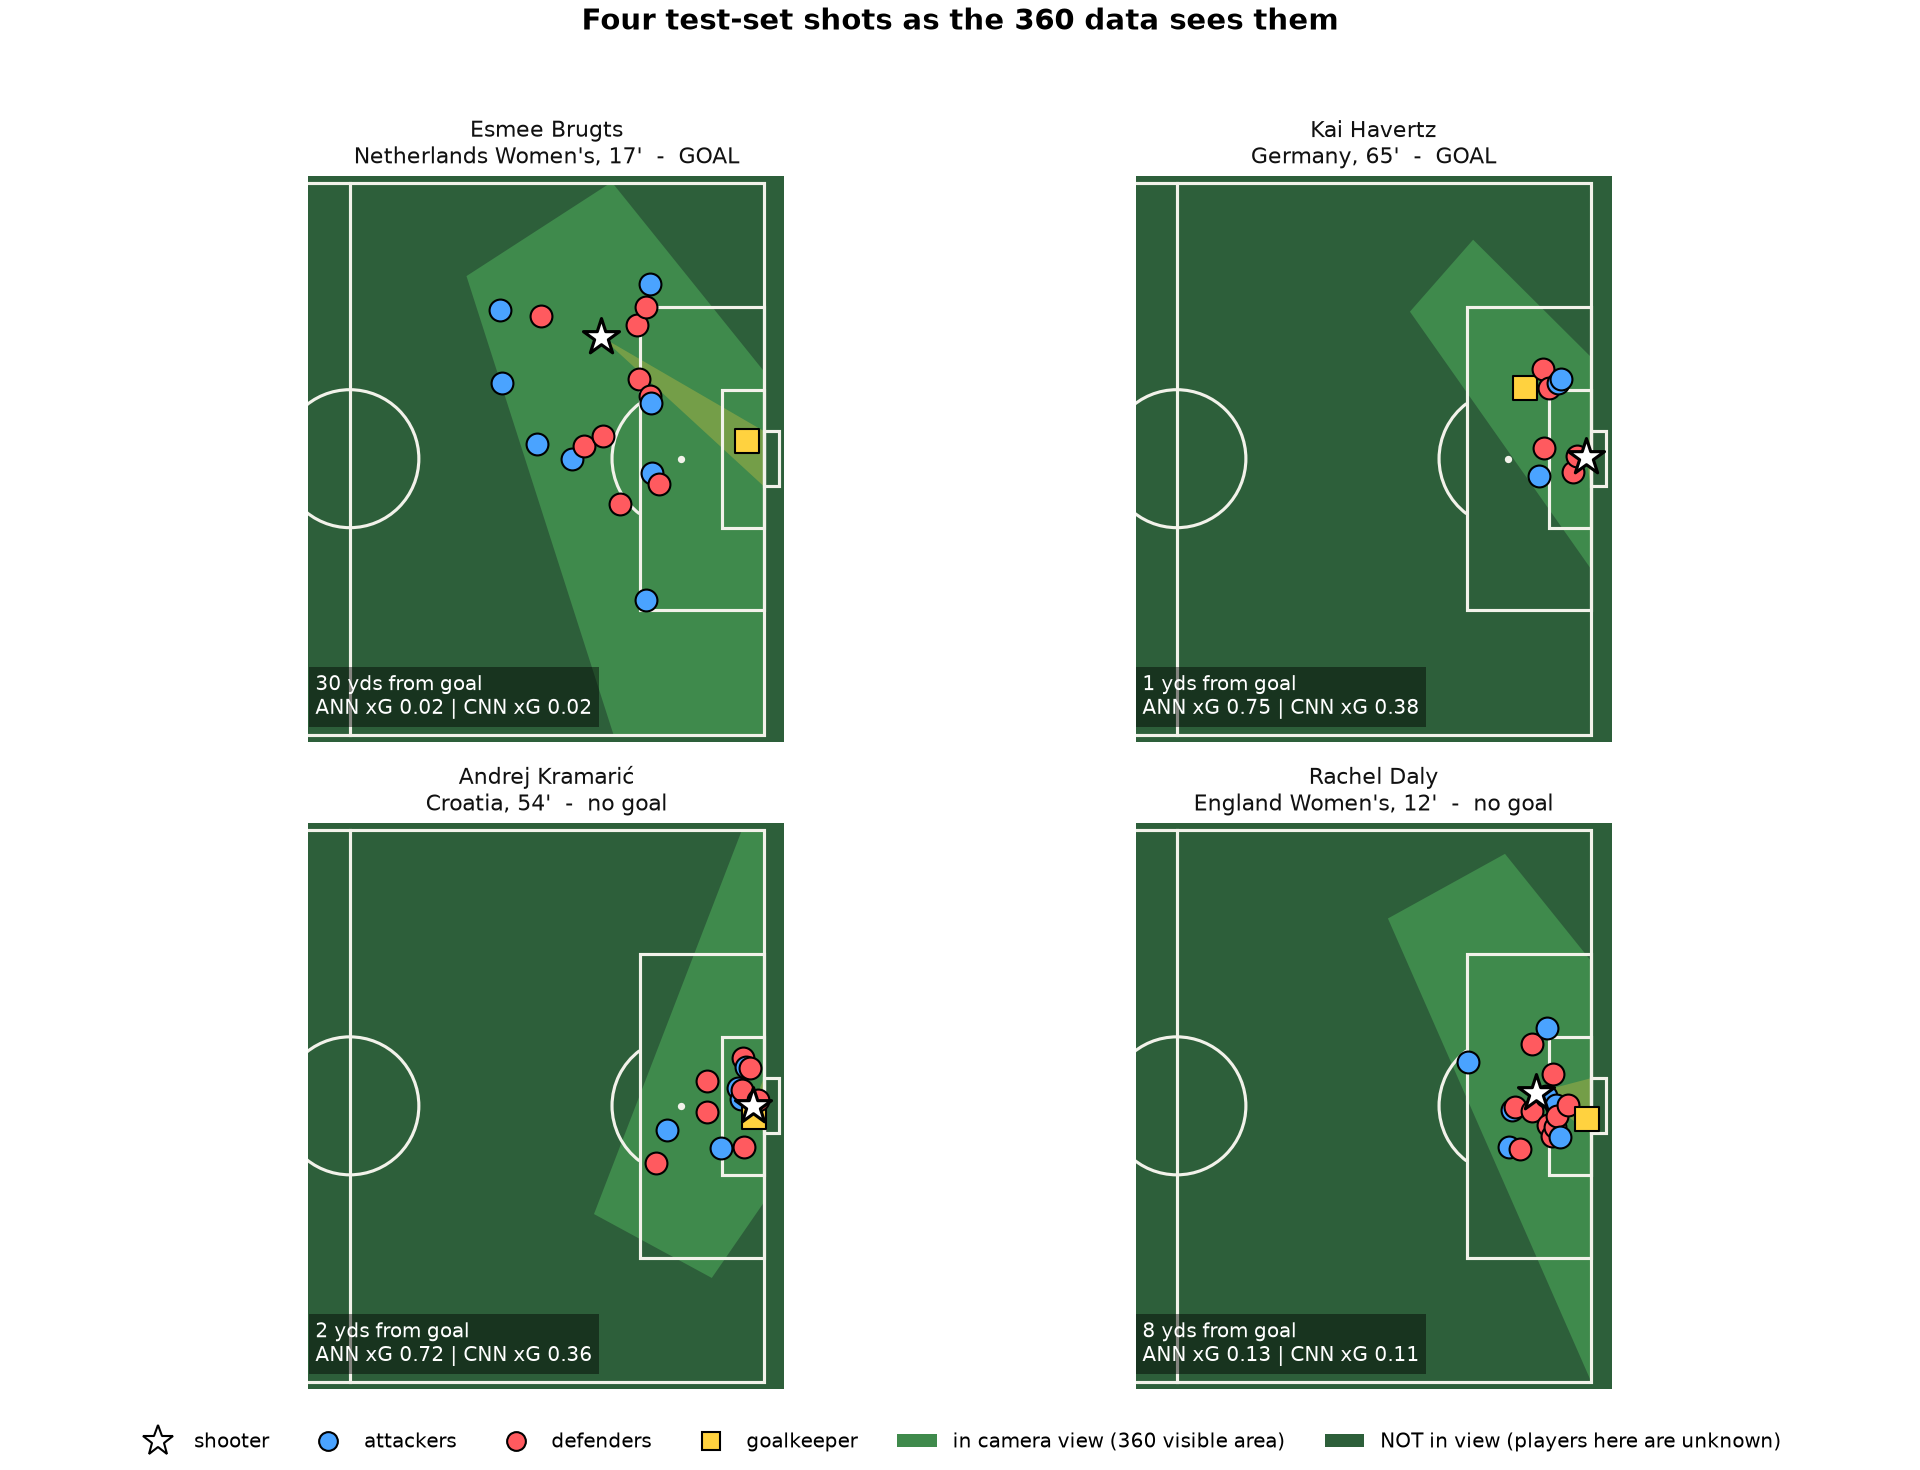 Four test-set shots as the 360 data sees them
Esmee Brugts
Netherlands Women's, 17'  -  GOAL
30 yds from goal
ANN xG 0.02 | CNN xG 0.02
Kai Havertz
Germany, 65'  -  GOAL
1 yds from goal
ANN xG 0.75 | CNN xG 0.38
Andrej Kramarić
Croatia, 54'  -  no goal
2 yds from goal
ANN xG 0.72 | CNN xG 0.36
Rachel Daly
England Women's, 12'  -  no goal
8 yds from goal
ANN xG 0.13 | CNN xG 0.11
shooter attackers defenders goalkeeper in camera view (360 visible area) NOT in view (players here are unknown)